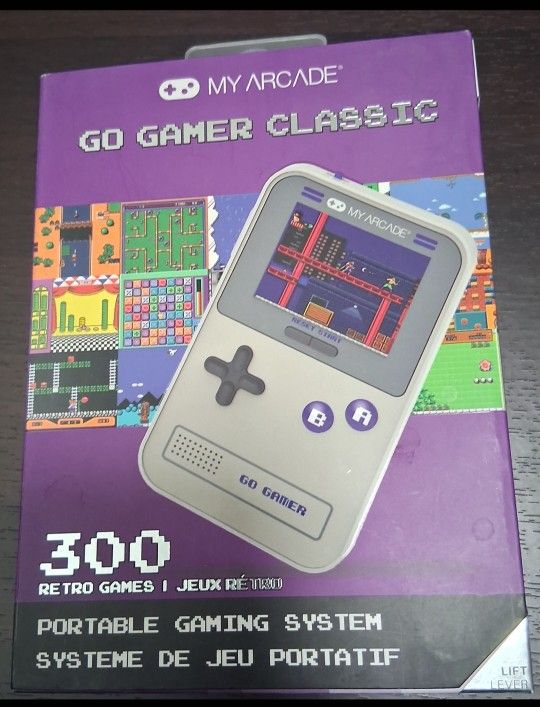 MY ARCADE®
GO GAMER CLASSIC
MY ARCADE®
RESET START
B A
GO GAMER
300
RETRO GAMES | JEUX RÉTRO
PORTABLE GAMING SYSTEM
SYSTEME DE JEU PORTATIF
LIFT
LEVER